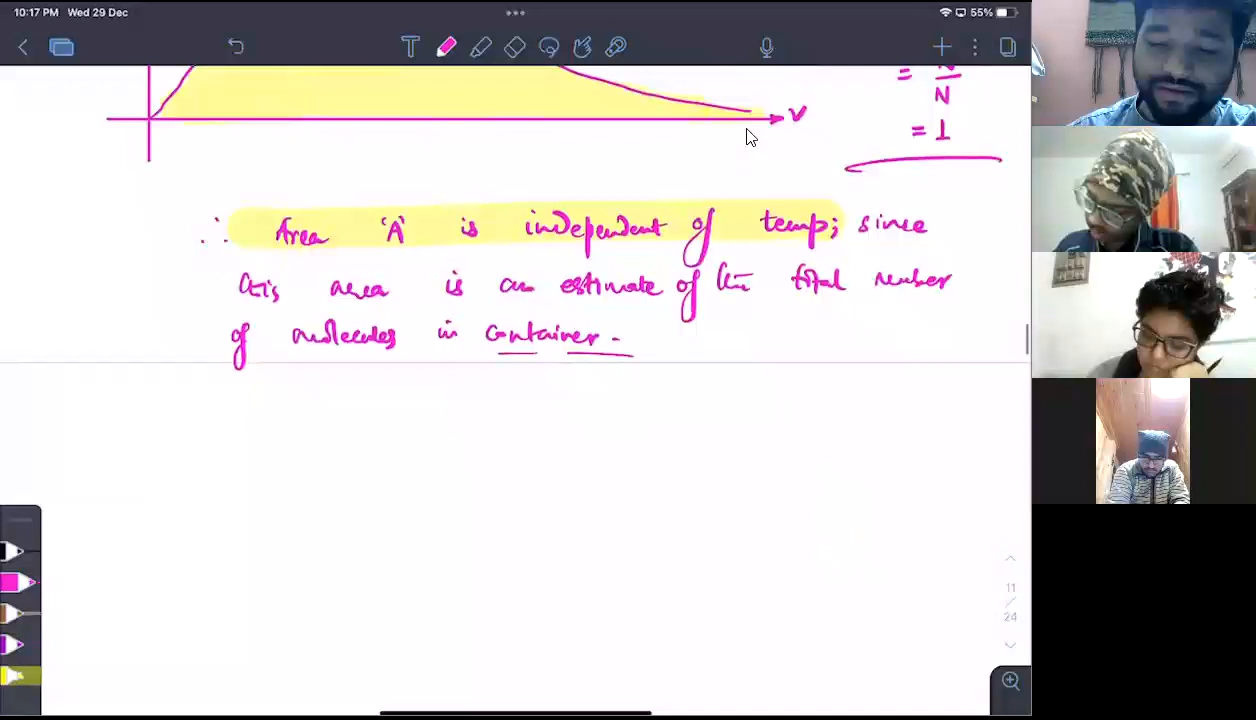 10:17 PM Wed 29 Dec
55%
T
= N/N
= 1
v
∴ Area 'A' is independent of temp; since
this area is an estimate of the total number
of molecules in container.
11
/
24